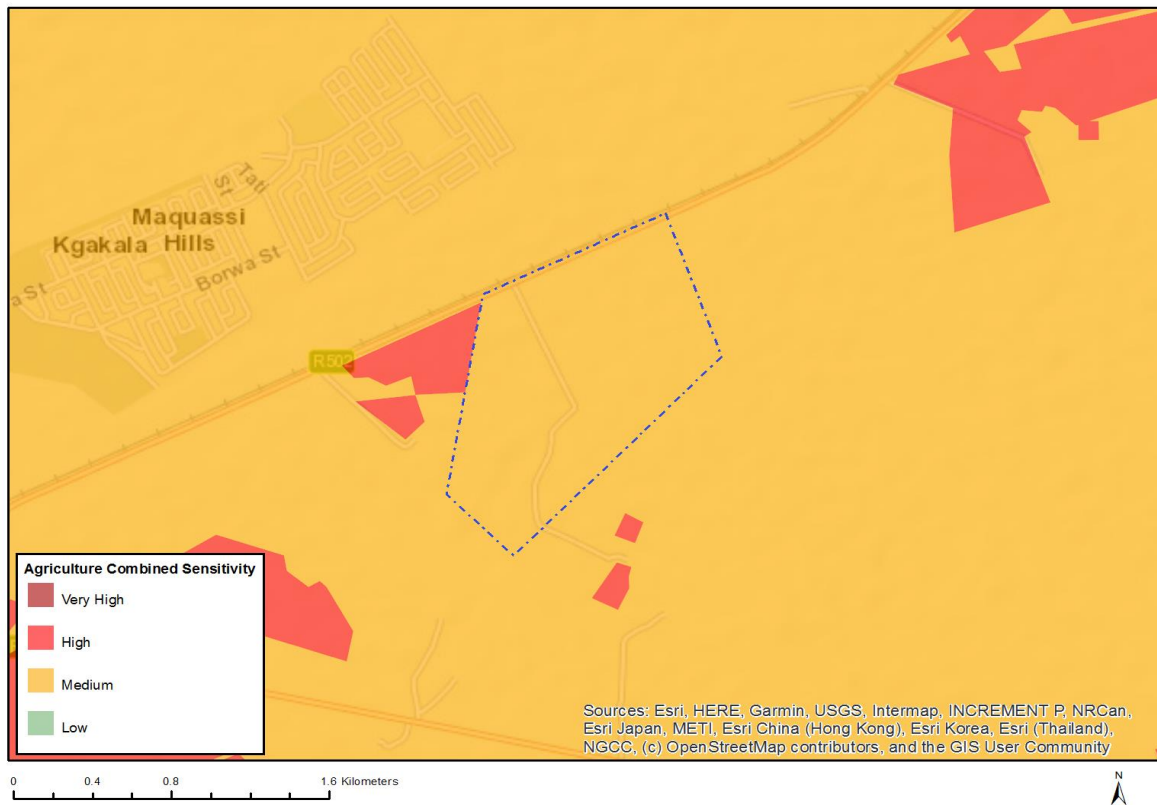 Tati
St
Maquassi
Kgakala Hills
Borwa St
a St
R502
Agriculture Combined Sensitivity
Very High
High
Medium
Low
Sources: Esri, HERE, Garmin, USGS, Intermap, INCREMENT P, NRCan,
Esri Japan, METI, Esri China (Hong Kong), Esri Korea, Esri (Thailand),
NGCC, (c) OpenStreetMap contributors, and the GIS User Community
0 0.4 0.8 1.6 Kilometers
N